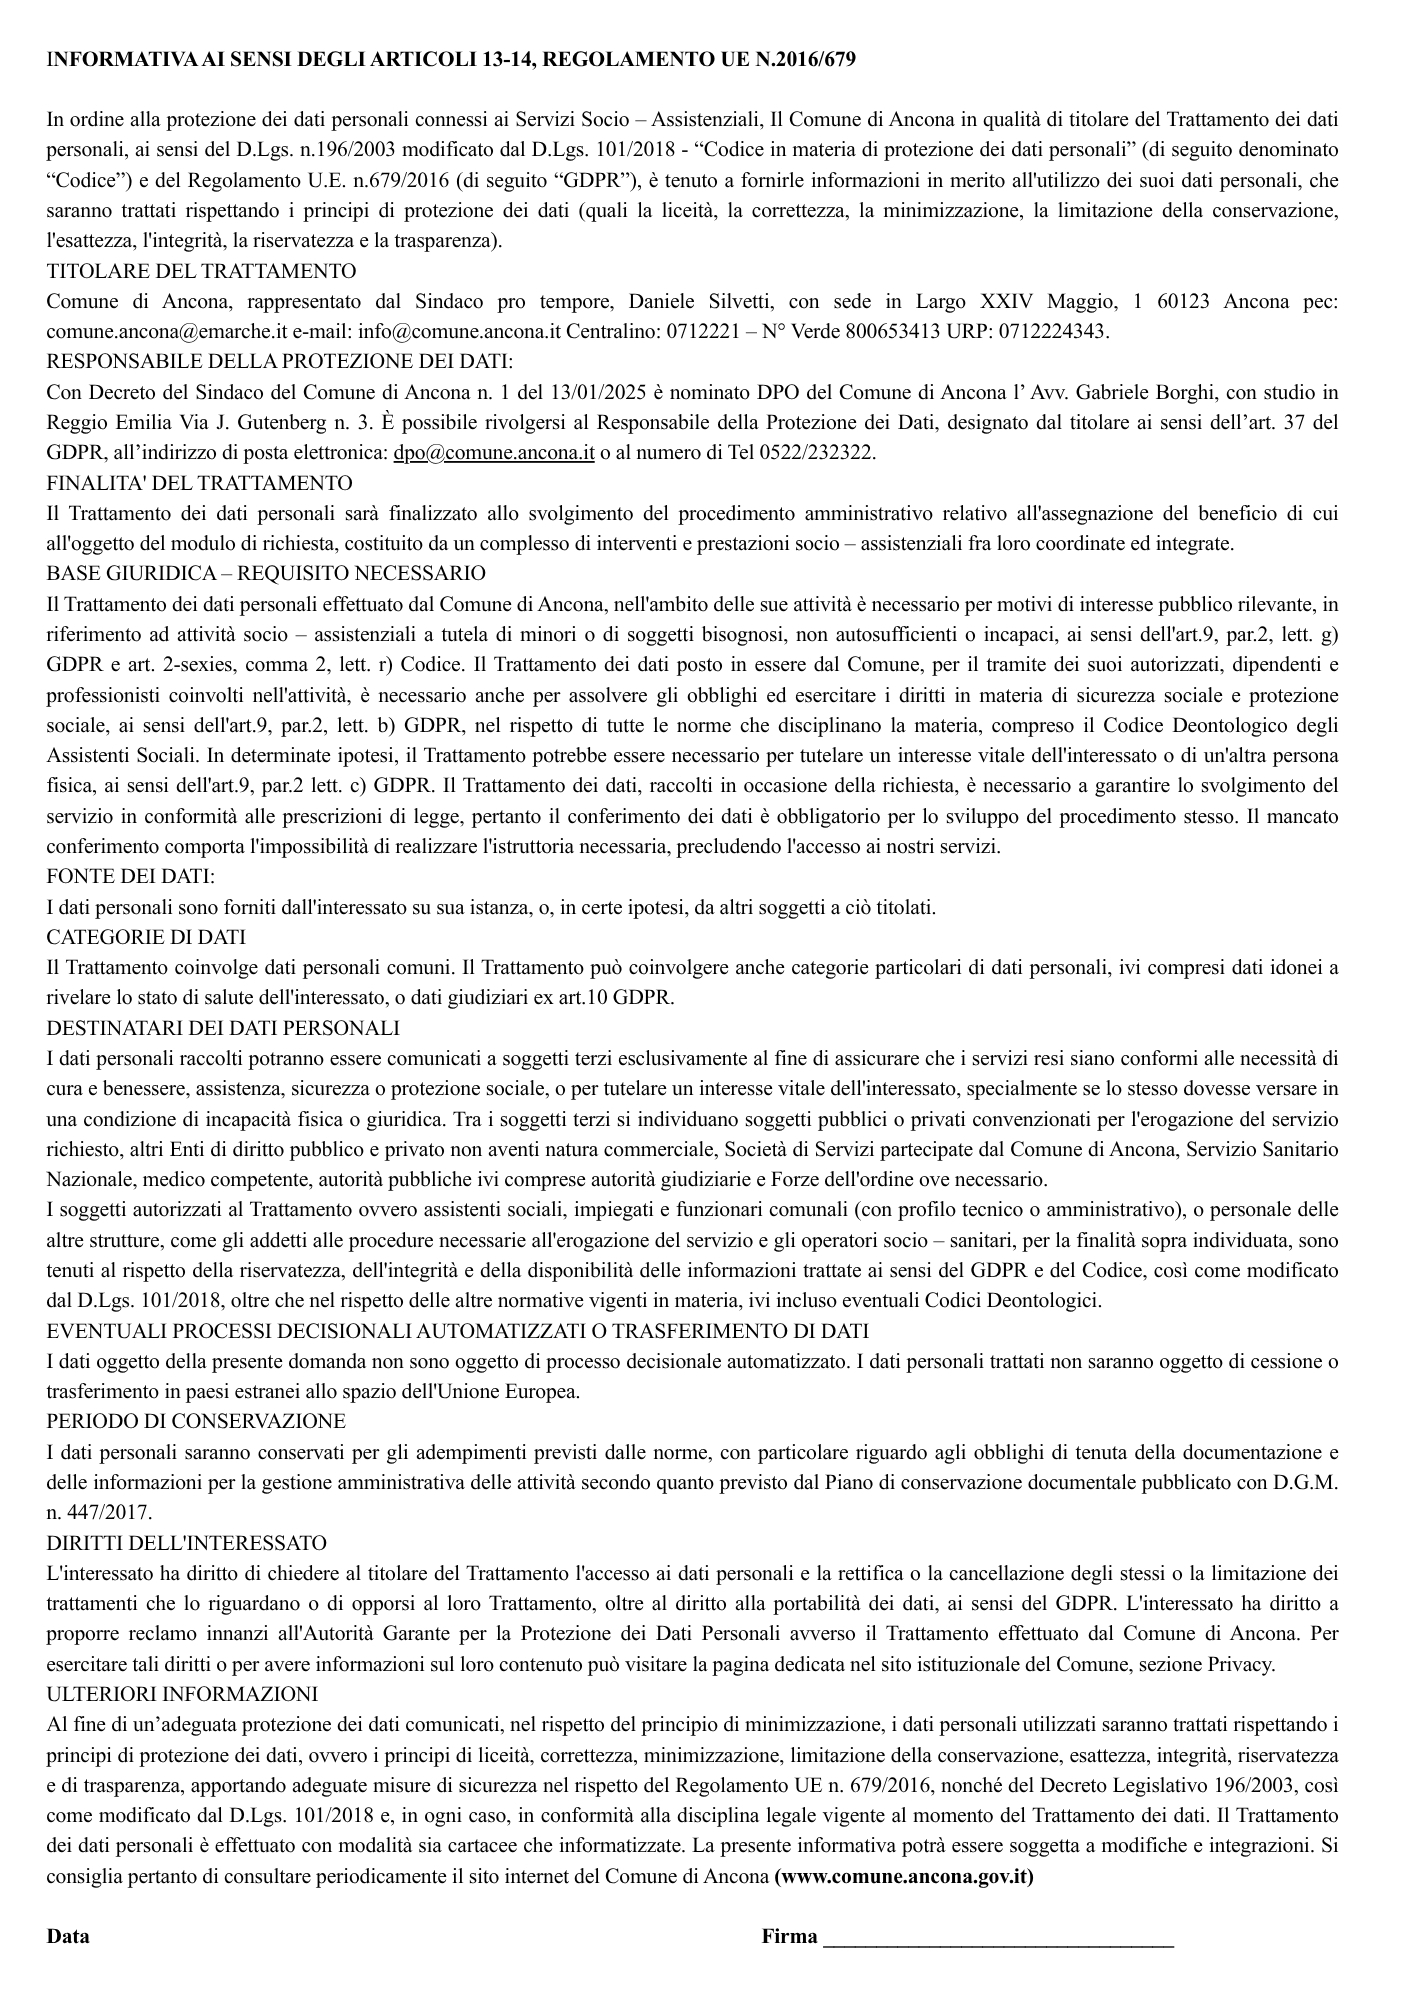 INFORMATIVA AI SENSI DEGLI ARTICOLI 13-14, REGOLAMENTO UE N.2016/679
In ordine alla protezione dei dati personali connessi ai Servizi Socio – Assistenziali, Il Comune di Ancona in qualità di titolare del Trattamento dei dati
personali, ai sensi del D.Lgs. n.196/2003 modificato dal D.Lgs. 101/2018 - “Codice in materia di protezione dei dati personali” (di seguito denominato
“Codice”) e del Regolamento U.E. n.679/2016 (di seguito “GDPR”), è tenuto a fornirle informazioni in merito all'utilizzo dei suoi dati personali, che
saranno trattati rispettando i principi di protezione dei dati (quali la liceità, la correttezza, la minimizzazione, la limitazione della conservazione,
l'esattezza, l'integrità, la riservatezza e la trasparenza).
TITOLARE DEL TRATTAMENTO
Comune di Ancona, rappresentato dal Sindaco pro tempore, Daniele Silvetti, con sede in Largo XXIV Maggio, 1 60123 Ancona pec:
comune.ancona@emarche.it e-mail: info@comune.ancona.it Centralino: 0712221 – N° Verde 800653413 URP: 0712224343.
RESPONSABILE DELLA PROTEZIONE DEI DATI:
Con Decreto del Sindaco del Comune di Ancona n. 1 del 13/01/2025 è nominato DPO del Comune di Ancona l’ Avv. Gabriele Borghi, con studio in
Reggio Emilia Via J. Gutenberg n. 3. È possibile rivolgersi al Responsabile della Protezione dei Dati, designato dal titolare ai sensi dell’art. 37 del
GDPR, all’indirizzo di posta elettronica: dpo@comune.ancona.it o al numero di Tel 0522/232322.
FINALITA' DEL TRATTAMENTO
Il Trattamento dei dati personali sarà finalizzato allo svolgimento del procedimento amministrativo relativo all'assegnazione del beneficio di cui
all'oggetto del modulo di richiesta, costituito da un complesso di interventi e prestazioni socio – assistenziali fra loro coordinate ed integrate.
BASE GIURIDICA – REQUISITO NECESSARIO
Il Trattamento dei dati personali effettuato dal Comune di Ancona, nell'ambito delle sue attività è necessario per motivi di interesse pubblico rilevante, in
riferimento ad attività socio – assistenziali a tutela di minori o di soggetti bisognosi, non autosufficienti o incapaci, ai sensi dell'art.9, par.2, lett. g)
GDPR e art. 2-sexies, comma 2, lett. r) Codice. Il Trattamento dei dati posto in essere dal Comune, per il tramite dei suoi autorizzati, dipendenti e
professionisti coinvolti nell'attività, è necessario anche per assolvere gli obblighi ed esercitare i diritti in materia di sicurezza sociale e protezione
sociale, ai sensi dell'art.9, par.2, lett. b) GDPR, nel rispetto di tutte le norme che disciplinano la materia, compreso il Codice Deontologico degli
Assistenti Sociali. In determinate ipotesi, il Trattamento potrebbe essere necessario per tutelare un interesse vitale dell'interessato o di un'altra persona
fisica, ai sensi dell'art.9, par.2 lett. c) GDPR. Il Trattamento dei dati, raccolti in occasione della richiesta, è necessario a garantire lo svolgimento del
servizio in conformità alle prescrizioni di legge, pertanto il conferimento dei dati è obbligatorio per lo sviluppo del procedimento stesso. Il mancato
conferimento comporta l'impossibilità di realizzare l'istruttoria necessaria, precludendo l'accesso ai nostri servizi.
FONTE DEI DATI:
I dati personali sono forniti dall'interessato su sua istanza, o, in certe ipotesi, da altri soggetti a ciò titolati.
CATEGORIE DI DATI
Il Trattamento coinvolge dati personali comuni. Il Trattamento può coinvolgere anche categorie particolari di dati personali, ivi compresi dati idonei a
rivelare lo stato di salute dell'interessato, o dati giudiziari ex art.10 GDPR.
DESTINATARI DEI DATI PERSONALI
I dati personali raccolti potranno essere comunicati a soggetti terzi esclusivamente al fine di assicurare che i servizi resi siano conformi alle necessità di
cura e benessere, assistenza, sicurezza o protezione sociale, o per tutelare un interesse vitale dell'interessato, specialmente se lo stesso dovesse versare in
una condizione di incapacità fisica o giuridica. Tra i soggetti terzi si individuano soggetti pubblici o privati convenzionati per l'erogazione del servizio
richiesto, altri Enti di diritto pubblico e privato non aventi natura commerciale, Società di Servizi partecipate dal Comune di Ancona, Servizio Sanitario
Nazionale, medico competente, autorità pubbliche ivi comprese autorità giudiziarie e Forze dell'ordine ove necessario.
I soggetti autorizzati al Trattamento ovvero assistenti sociali, impiegati e funzionari comunali (con profilo tecnico o amministrativo), o personale delle
altre strutture, come gli addetti alle procedure necessarie all'erogazione del servizio e gli operatori socio – sanitari, per la finalità sopra individuata, sono
tenuti al rispetto della riservatezza, dell'integrità e della disponibilità delle informazioni trattate ai sensi del GDPR e del Codice, così come modificato
dal D.Lgs. 101/2018, oltre che nel rispetto delle altre normative vigenti in materia, ivi incluso eventuali Codici Deontologici.
EVENTUALI PROCESSI DECISIONALI AUTOMATIZZATI O TRASFERIMENTO DI DATI
I dati oggetto della presente domanda non sono oggetto di processo decisionale automatizzato. I dati personali trattati non saranno oggetto di cessione o
trasferimento in paesi estranei allo spazio dell'Unione Europea.
PERIODO DI CONSERVAZIONE
I dati personali saranno conservati per gli adempimenti previsti dalle norme, con particolare riguardo agli obblighi di tenuta della documentazione e
delle informazioni per la gestione amministrativa delle attività secondo quanto previsto dal Piano di conservazione documentale pubblicato con D.G.M.
n. 447/2017.
DIRITTI DELL'INTERESSATO
L'interessato ha diritto di chiedere al titolare del Trattamento l'accesso ai dati personali e la rettifica o la cancellazione degli stessi o la limitazione dei
trattamenti che lo riguardano o di opporsi al loro Trattamento, oltre al diritto alla portabilità dei dati, ai sensi del GDPR. L'interessato ha diritto a
proporre reclamo innanzi all'Autorità Garante per la Protezione dei Dati Personali avverso il Trattamento effettuato dal Comune di Ancona. Per
esercitare tali diritti o per avere informazioni sul loro contenuto può visitare la pagina dedicata nel sito istituzionale del Comune, sezione Privacy.
ULTERIORI INFORMAZIONI
Al fine di un’adeguata protezione dei dati comunicati, nel rispetto del principio di minimizzazione, i dati personali utilizzati saranno trattati rispettando i
principi di protezione dei dati, ovvero i principi di liceità, correttezza, minimizzazione, limitazione della conservazione, esattezza, integrità, riservatezza
e di trasparenza, apportando adeguate misure di sicurezza nel rispetto del Regolamento UE n. 679/2016, nonché del Decreto Legislativo 196/2003, così
come modificato dal D.Lgs. 101/2018 e, in ogni caso, in conformità alla disciplina legale vigente al momento del Trattamento dei dati. Il Trattamento
dei dati personali è effettuato con modalità sia cartacee che informatizzate. La presente informativa potrà essere soggetta a modifiche e integrazioni. Si
consiglia pertanto di consultare periodicamente il sito internet del Comune di Ancona (www.comune.ancona.gov.it)
Data Firma _________________________________